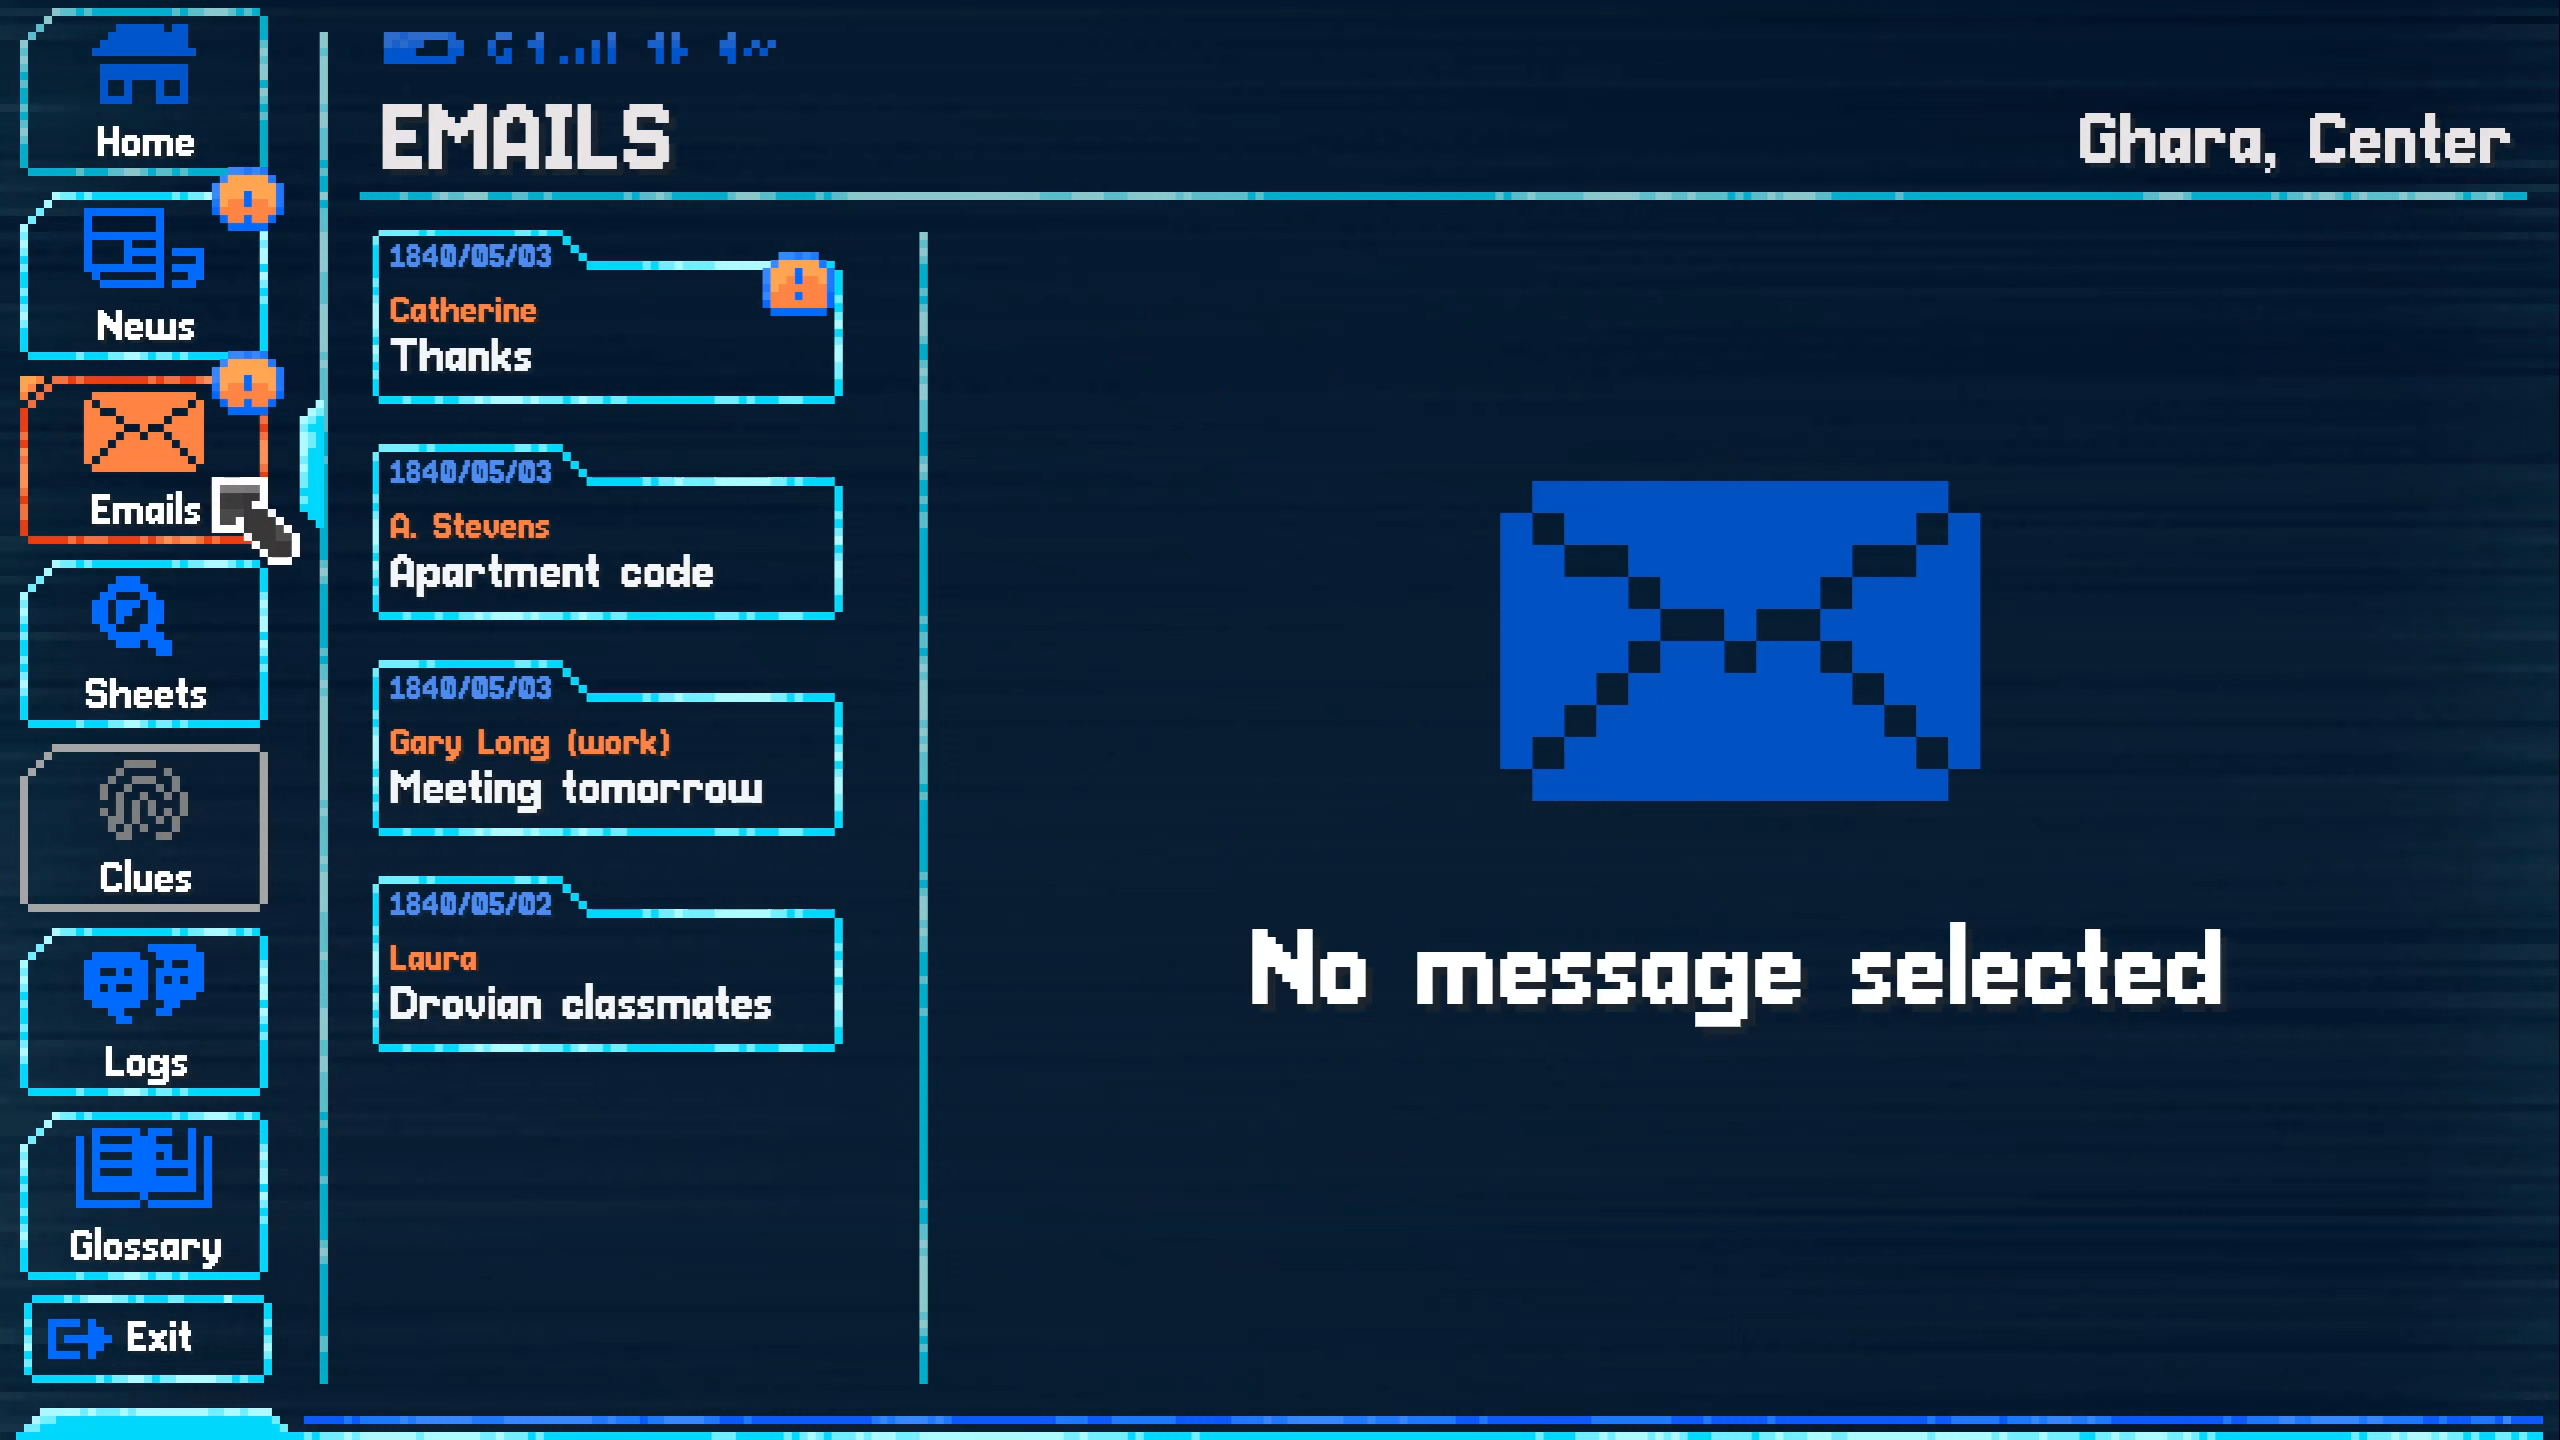 Home
News
Emails
Sheets
Clues
Logs
Glossary
Exit
EMAILS
Ghara, Center
1840/05/03
Catherine
Thanks
1840/05/03
A. Stevens
Apartment code
1840/05/03
Gary Long (work)
Meeting tomorrow
1840/05/02
Laura
Drovian classmates
No message selected